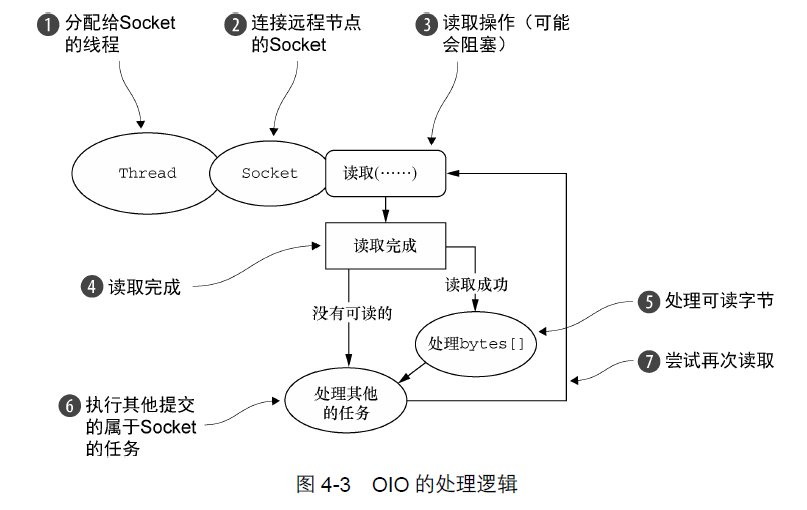 1 分配给Socket
的线程
2 连接远程节点
的Socket
3 读取操作（可能
会阻塞）
Thread
Socket
读取(……)
读取完成
4 读取完成
读取成功
没有可读的
5 处理可读字节
处理bytes[]
7 尝试再次读取
处理其他
的任务
6 执行其他提交
的属于Socket
的任务
图 4-3 OIO 的处理逻辑